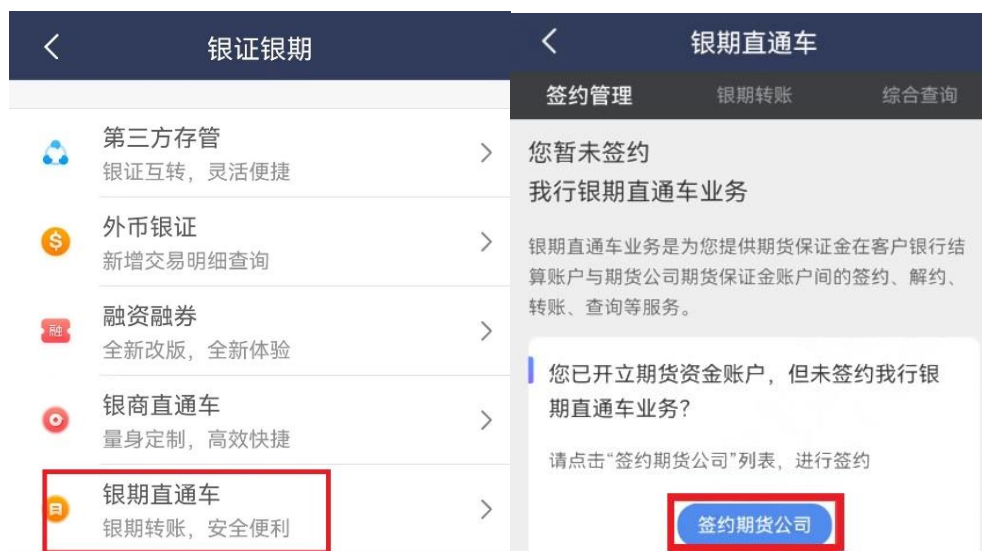 银证银期
第三方存管
银证互转，灵活便捷
外币银证
新增交易明细查询
融
融资融券
全新改版，全新体验
银商直通车
量身定制，高效快捷
银期直通车
银期转账，安全便利
银期直通车
签约管理 银期转账 综合查询
您暂未签约
我行银期直通车业务
银期直通车业务是为您提供期货保证金在客户银行结
算账户与期货公司期货保证金账户间的签约、解约、
转账、查询等服务。
您已开立期货资金账户，但未签约我行银
期直通车业务？
请点击“签约期货公司”列表，进行签约
签约期货公司